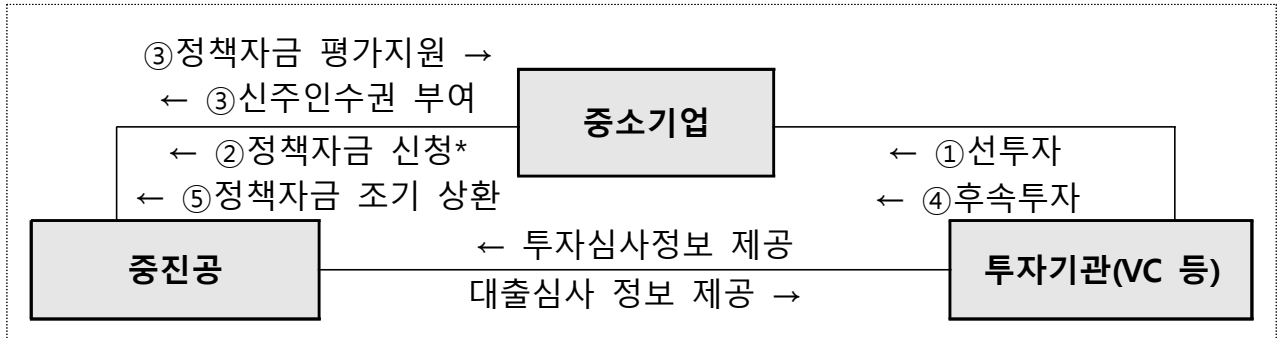 ③정책자금 평가지원 →
← ③신주인수권 부여
중소기업
← ②정책자금 신청*
← ①선투자
← ⑤정책자금 조기 상환
← ④후속투자
중진공
← 투자심사정보 제공
투자기관(VC 등)
대출심사 정보 제공 →